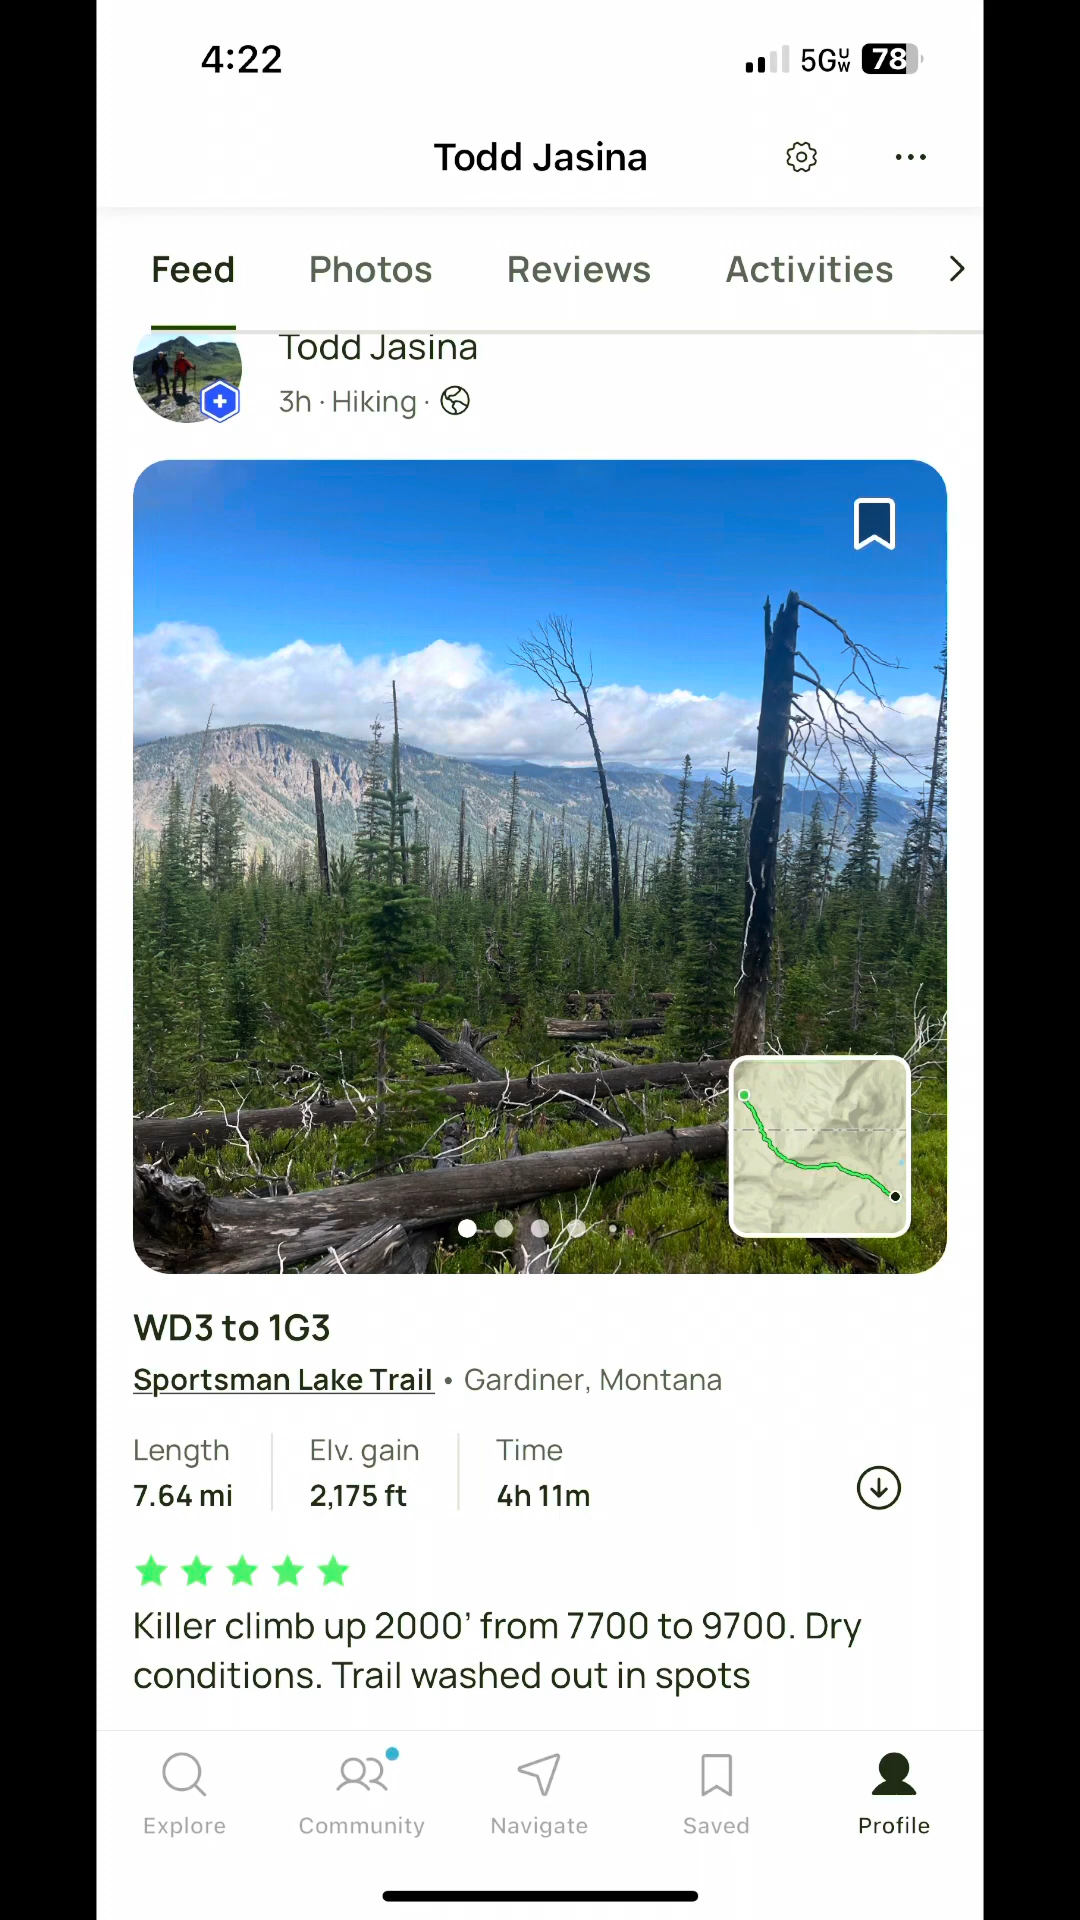 4:22
5GUW 78
Todd Jasina
Feed Photos Reviews Activities
Todd Jasina
3h · Hiking ·
WD3 to 1G3
Sportsman Lake Trail • Gardiner, Montana
Length Elv. gain Time
7.64 mi 2,175 ft 4h 11m
Killer climb up 2000’ from 7700 to 9700. Dry
conditions. Trail washed out in spots
Explore Community Navigate Saved Profile